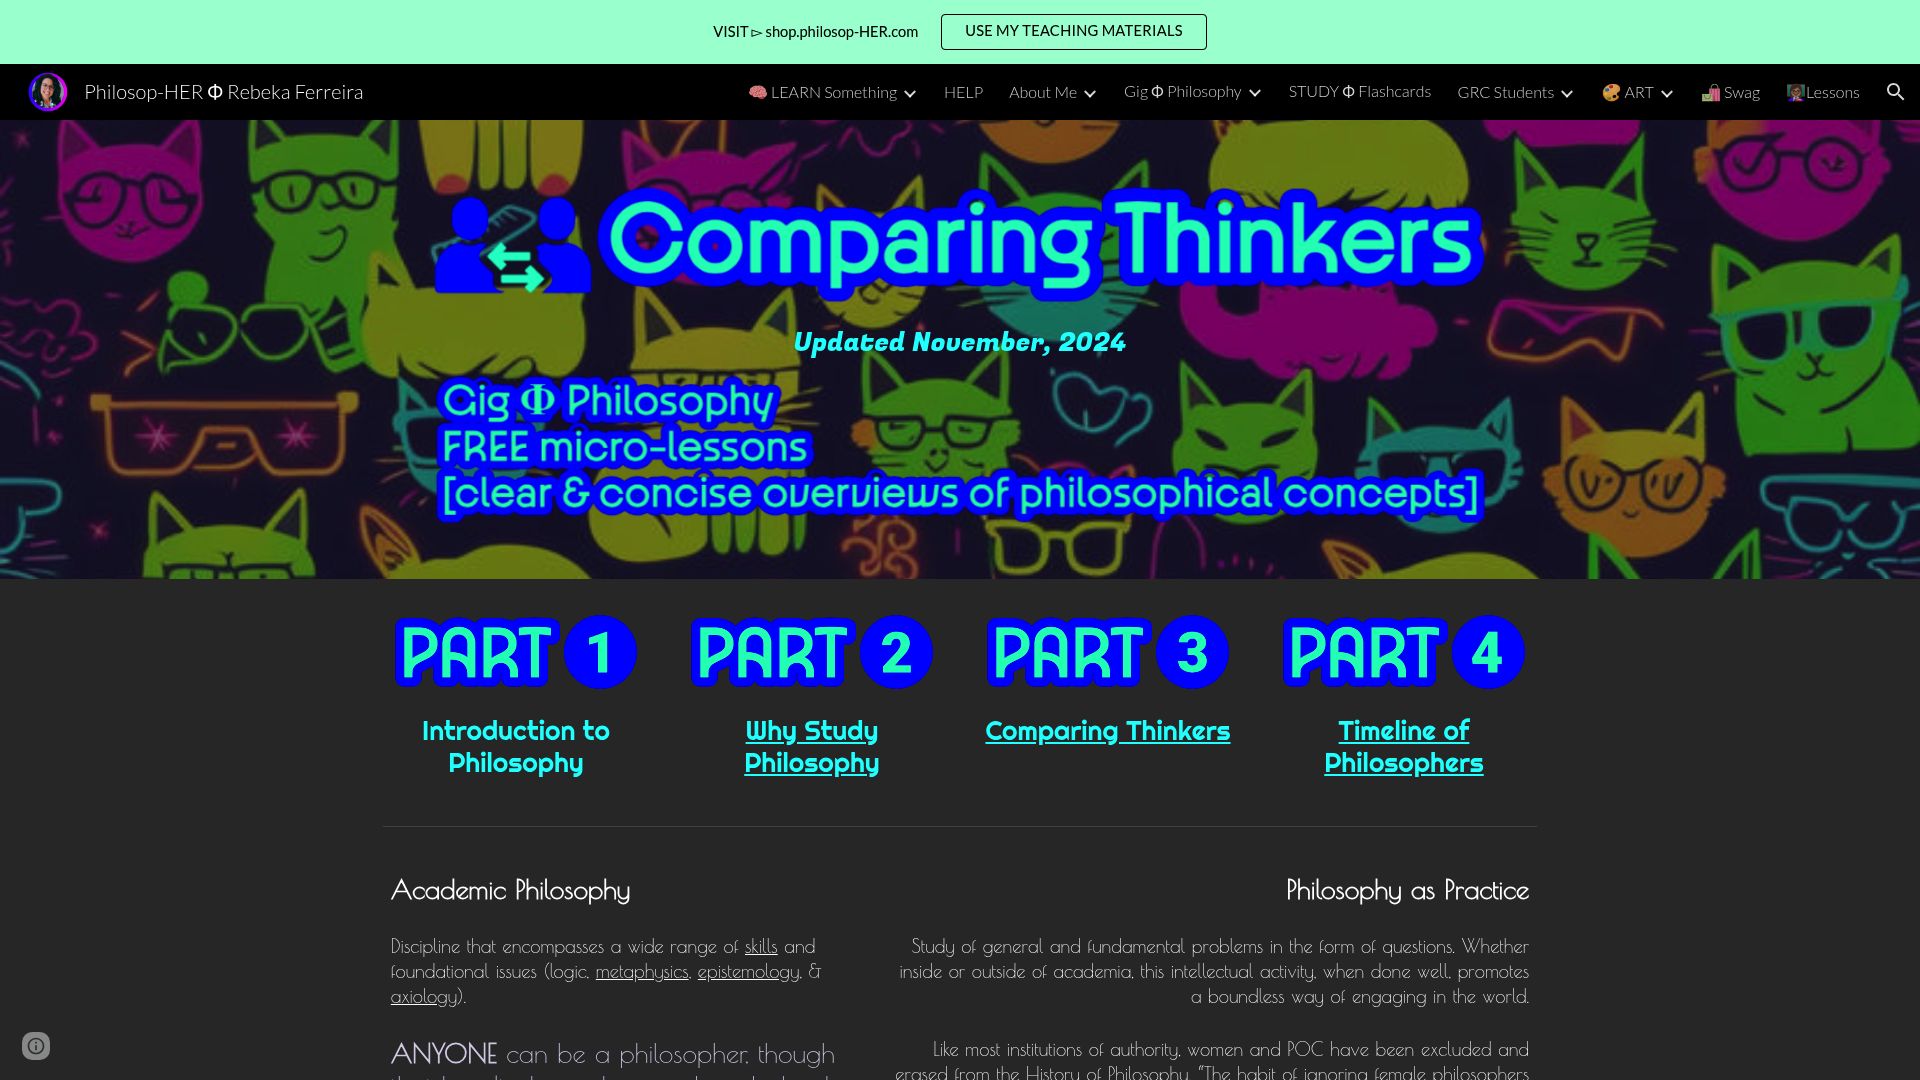 VISIT ▻ shop.philosop-HER.com
USE MY TEACHING MATERIALS
Philosop-HER Φ Rebeka Ferreira
🧠 LEARN Something
HELP
About Me
Gig Φ Philosophy
STUDY Φ Flashcards
GRC Students
🎨 ART
🛍️ Swag
👩🏽‍🏫Lessons
Comparing Thinkers
Updated November, 2024
Gig Φ Philosophy
FREE micro-lessons
[clear & concise overviews of philosophical concepts]
PART 1
PART 2
PART 3
PART 4
Introduction to
Philosophy
Why Study
Philosophy
Comparing Thinkers
Timeline of
Philosophers
Academic Philosophy
Discipline that encompasses a wide range of skills and
foundational issues (logic, metaphysics, epistemology, &
axiology).
ANYONE can be a philosopher, though
Philosophy as Practice
Study of general and fundamental problems in the form of questions. Whether
inside or outside of academia, this intellectual activity, when done well, promotes
a boundless way of engaging in the world.
Like most institutions of authority, women and POC have been excluded and
erased from the History of Philosophy. “The habit of ignoring female philosophers